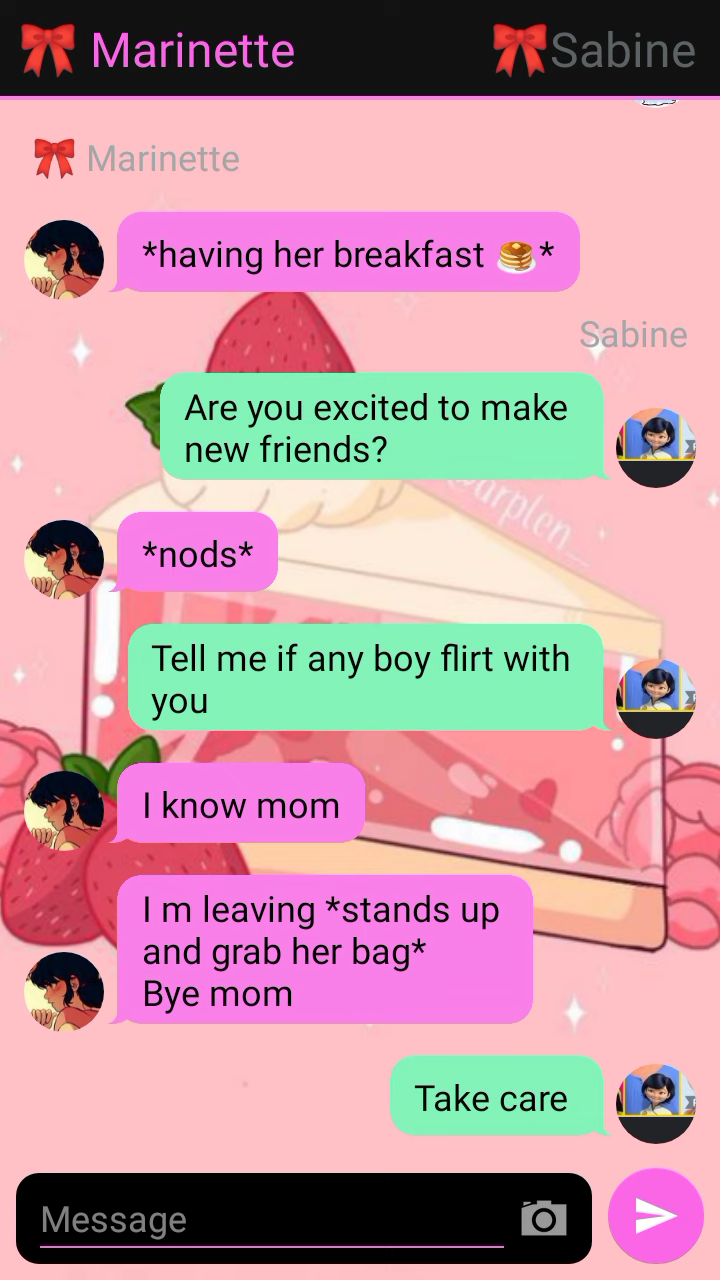 🎀 Marinette
🎀Sabine
🎀 Marinette
*having her breakfast 🥞*
Sabine
Are you excited to make
new friends?
@arplen_
*nods*
Tell me if any boy flirt with
you
I know mom
I m leaving *stands up
and grab her bag*
Bye mom
Take care
Message